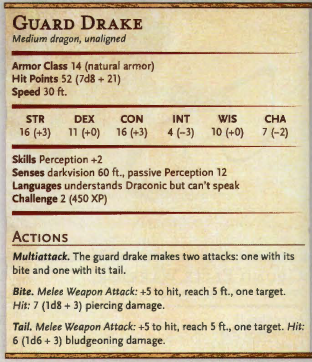 GUARD DRAKE
Medium dragon, unaligned
Armor Class 14 (natural armor)
Hit Points 52 (7d8 + 21)
Speed 30 ft.
STR DEX CON INT WIS CHA
16 (+3) 11 (+0) 16 (+3) 4 (−3) 10 (+0) 7 (−2)
Skills Perception +2
Senses darkvision 60 ft., passive Perception 12
Languages understands Draconic but can't speak
Challenge 2 (450 XP)
ACTIONS
Multiattack. The guard drake makes two attacks: one with its
bite and one with its tail.
Bite. Melee Weapon Attack: +5 to hit, reach 5 ft., one target.
Hit: 7 (1d8 + 3) piercing damage.
Tail. Melee Weapon Attack: +5 to hit, reach 5 ft., one target. Hit:
6 (1d6 + 3) bludgeoning damage.